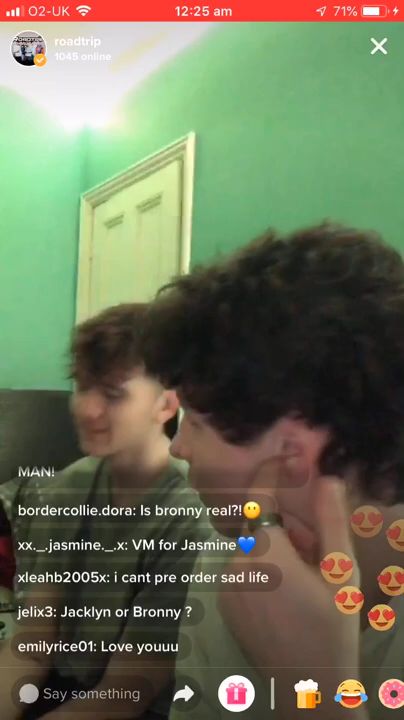 O2-UK 12:25 am 71%
roadtrip
1045 online
MAN!
bordercollie.dora: Is bronny real?!😶
xx._.jasmine._.x: VM for Jasmine💙
xleahb2005x: i cant pre order sad life
jelix3: Jacklyn or Bronny ?
emilyrice01: Love youuu
Say something